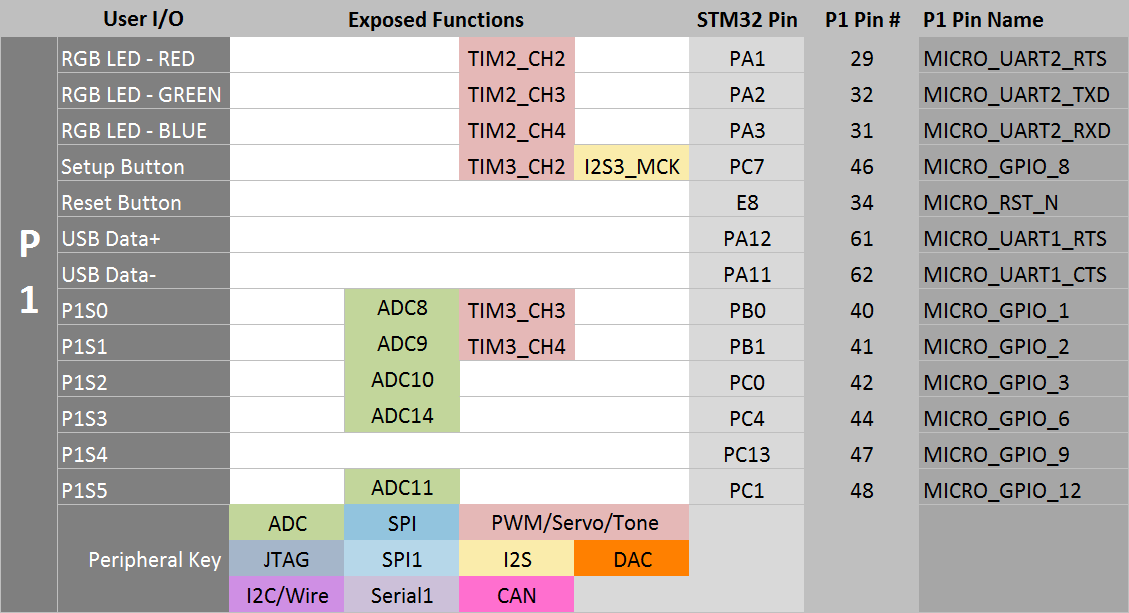 User I/O Exposed Functions STM32 Pin P1 Pin # P1 Pin Name
P1
RGB LED - RED TIM2_CH2 PA1 29 MICRO_UART2_RTS
RGB LED - GREEN TIM2_CH3 PA2 32 MICRO_UART2_TXD
RGB LED - BLUE TIM2_CH4 PA3 31 MICRO_UART2_RXD
Setup Button TIM3_CH2 I2S3_MCK PC7 46 MICRO_GPIO_8
Reset Button E8 34 MICRO_RST_N
USB Data+ PA12 61 MICRO_UART1_RTS
USB Data- PA11 62 MICRO_UART1_CTS
P1S0 ADC8 TIM3_CH3 PB0 40 MICRO_GPIO_1
P1S1 ADC9 TIM3_CH4 PB1 41 MICRO_GPIO_2
P1S2 ADC10 PC0 42 MICRO_GPIO_3
P1S3 ADC14 PC4 44 MICRO_GPIO_6
P1S4 PC13 47 MICRO_GPIO_9
P1S5 ADC11 PC1 48 MICRO_GPIO_12
ADC SPI PWM/Servo/Tone
Peripheral Key JTAG SPI1 I2S DAC
I2C/Wire Serial1 CAN